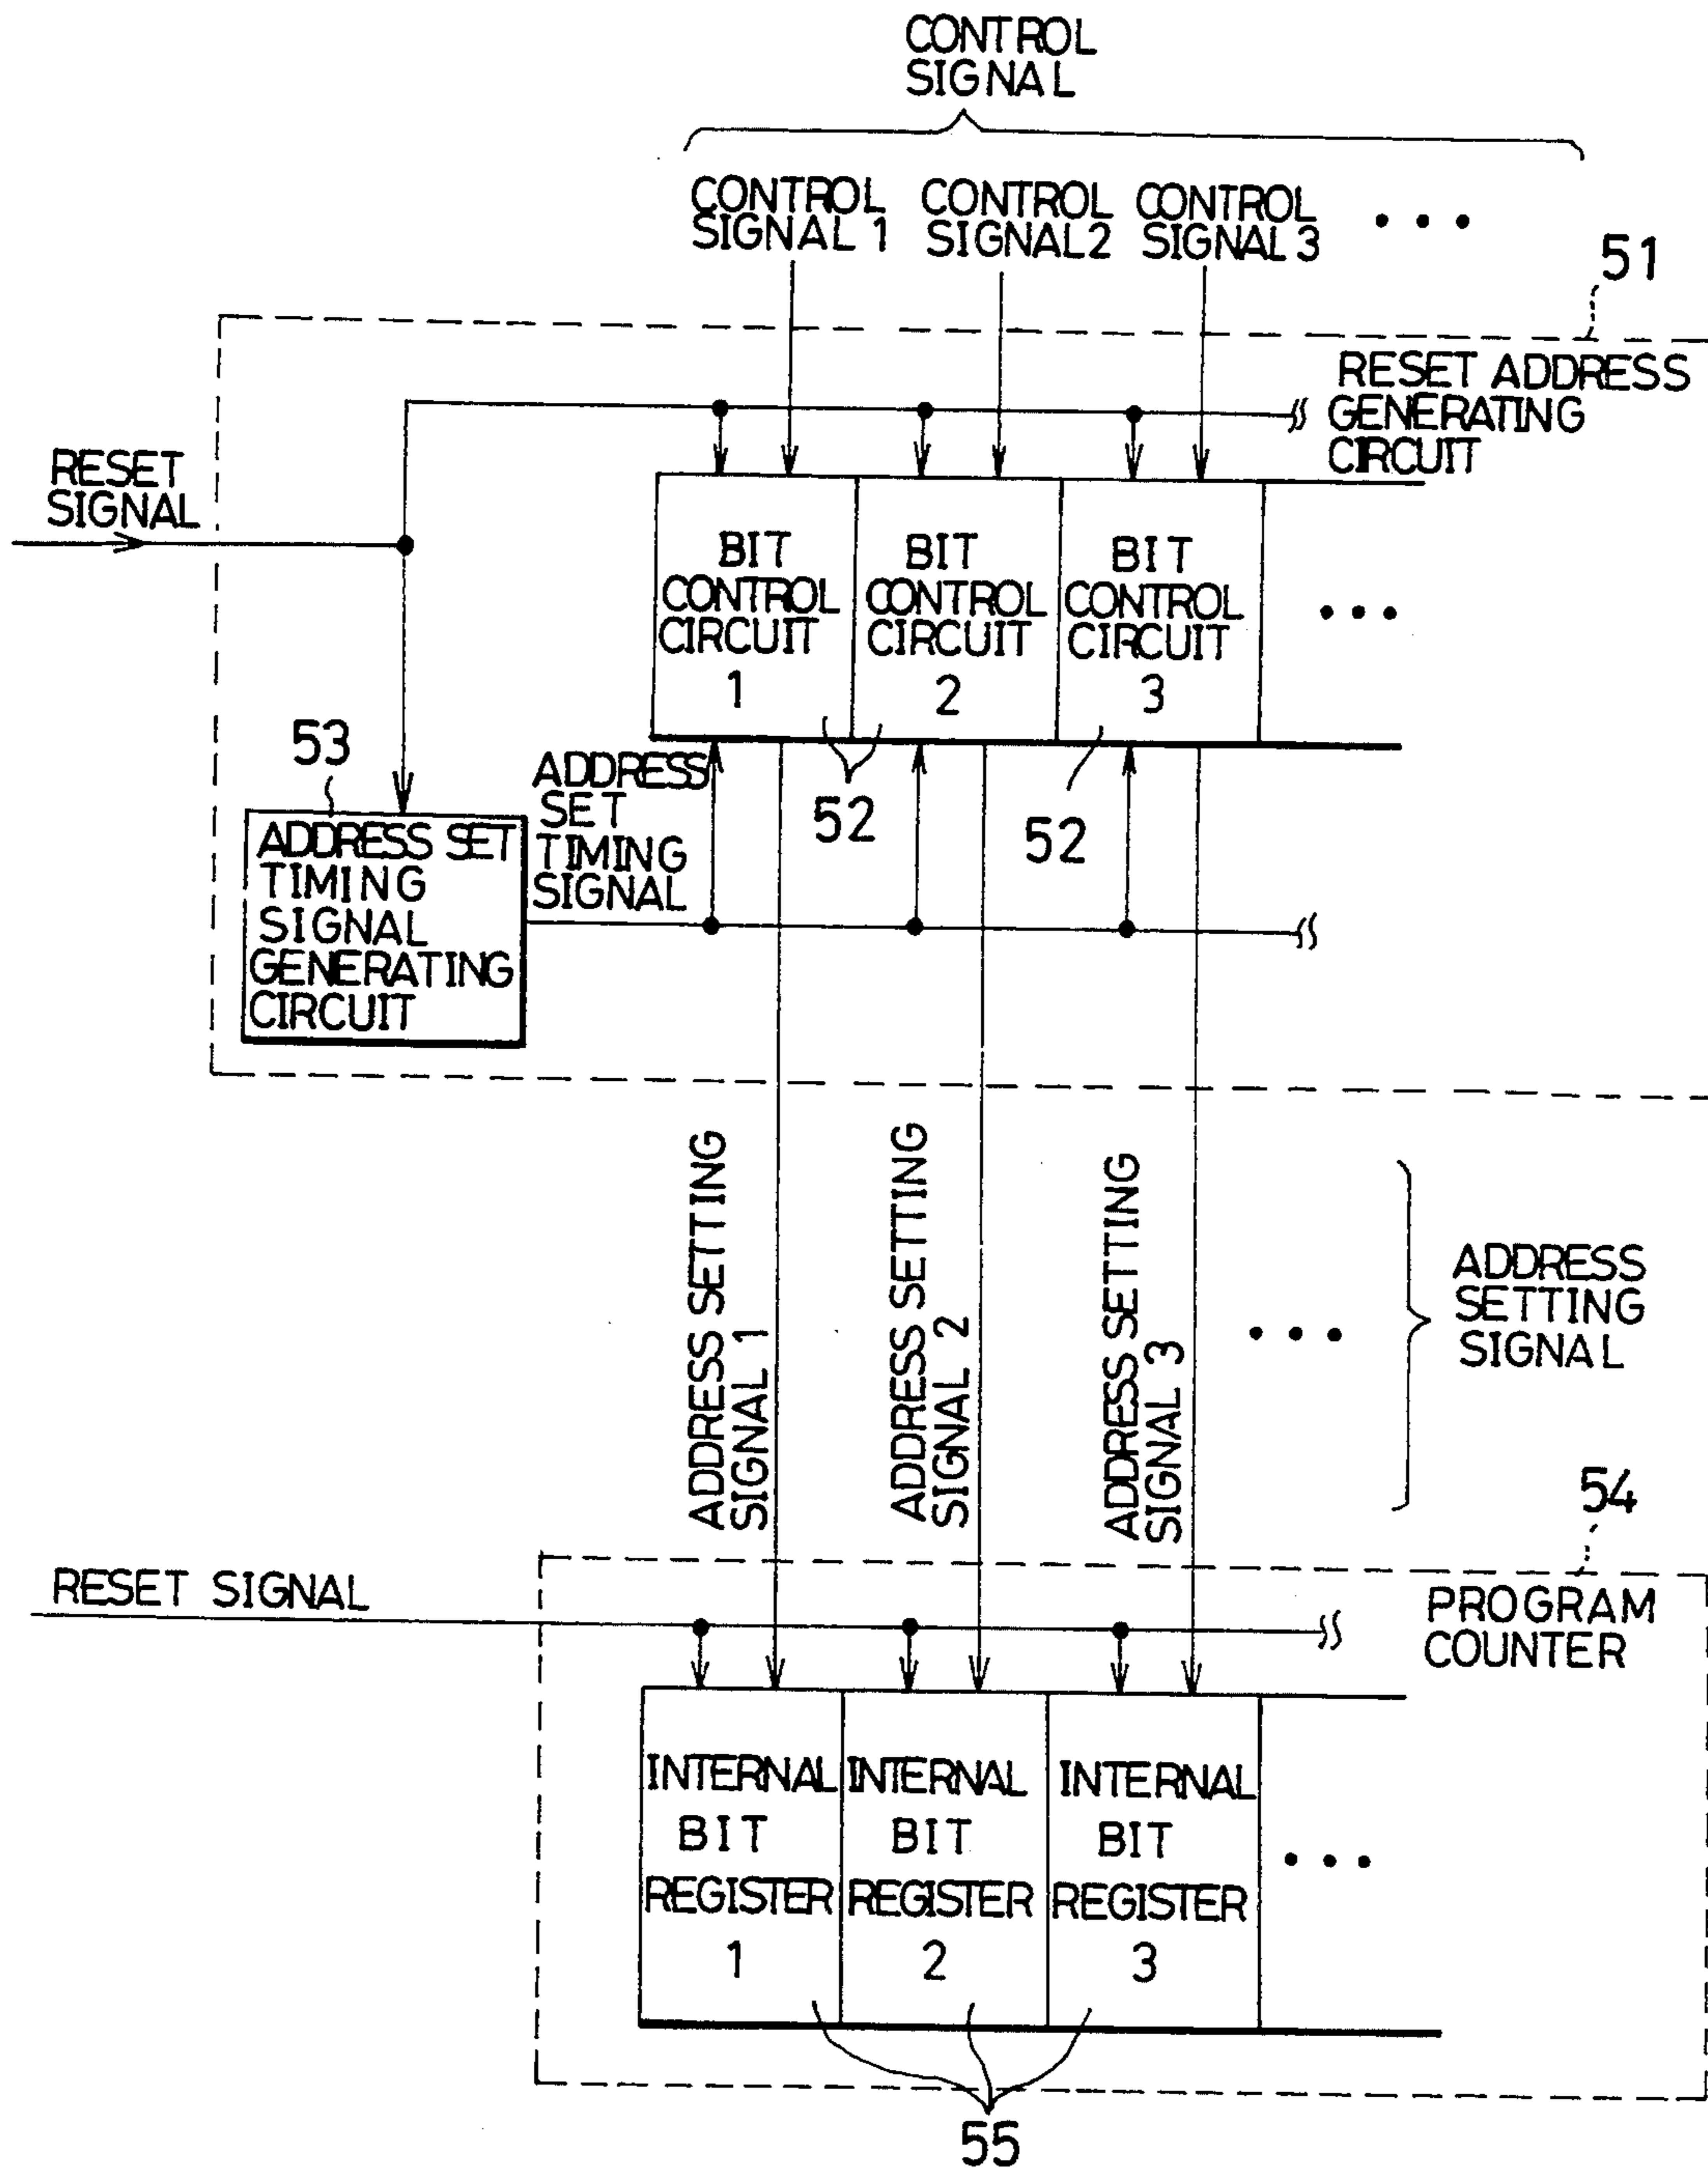 CONTROL
SIGNAL
CONTROL
SIGNAL 1
CONTROL
SIGNAL 2
CONTROL
SIGNAL 3
• • •
51
RESET ADDRESS
GENERATING
CIRCUIT
RESET
SIGNAL
BIT
CONTROL
CIRCUIT
1
BIT
CONTROL
CIRCUIT
2
BIT
CONTROL
CIRCUIT
3
• • •
53
ADDRESS
SET
TIMING
SIGNAL
52
52
ADDRESS SET
TIMING
SIGNAL
GENERATING
CIRCUIT
ADDRESS SETTING
SIGNAL 1
ADDRESS SETTING
SIGNAL 2
ADDRESS SETTING
SIGNAL 3
• • •
ADDRESS
SETTING
SIGNAL
54
RESET SIGNAL
PROGRAM
COUNTER
INTERNAL
BIT
REGISTER
1
INTERNAL
BIT
REGISTER
2
INTERNAL
BIT
REGISTER
3
• • •
55